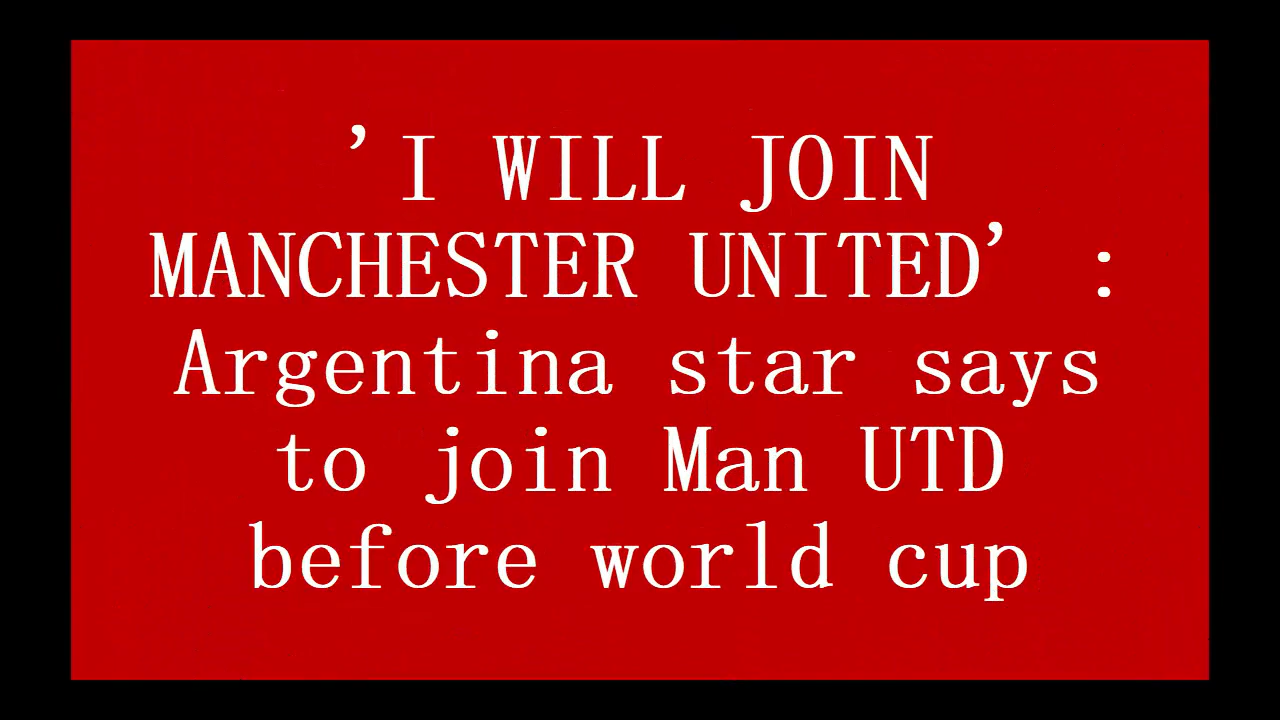 ’I WILL JOIN
MANCHESTER UNITED’ :
Argentina star says
to join Man UTD
before world cup